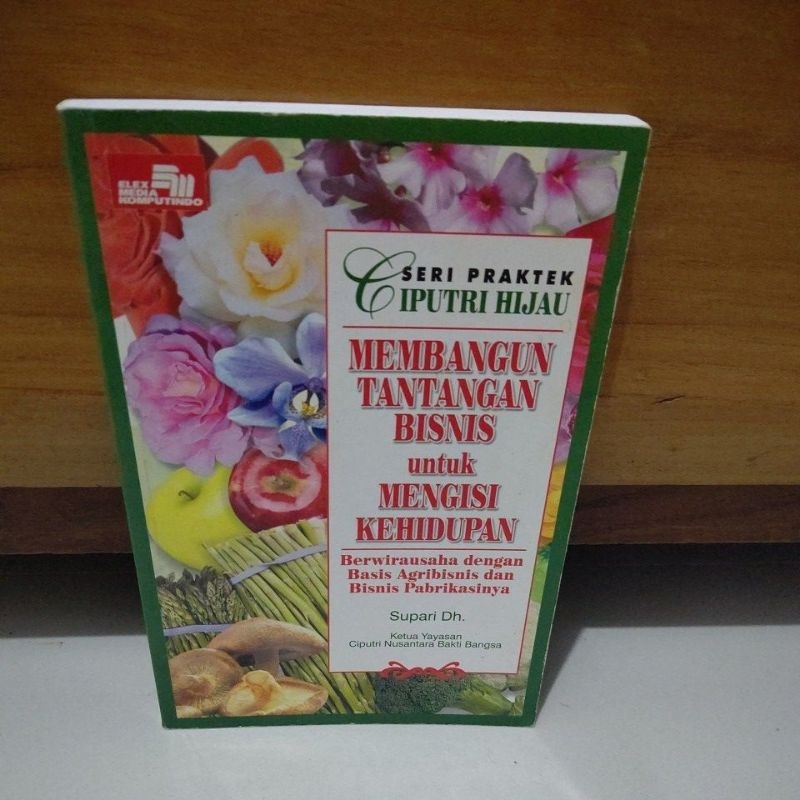 ELEX
MEDIA
KOMPUTINDO
SERI PRAKTEK
CIPUTRI HIJAU
MEMBANGUN
TANTANGAN
BISNIS
untuk
MENGISI
KEHIDUPAN
Berwirausaha dengan
Basis Agribisnis dan
Bisnis Pabrikasinya
Supari Dh.
Ketua Yayasan
Ciputri Nusantara Bakti Bangsa